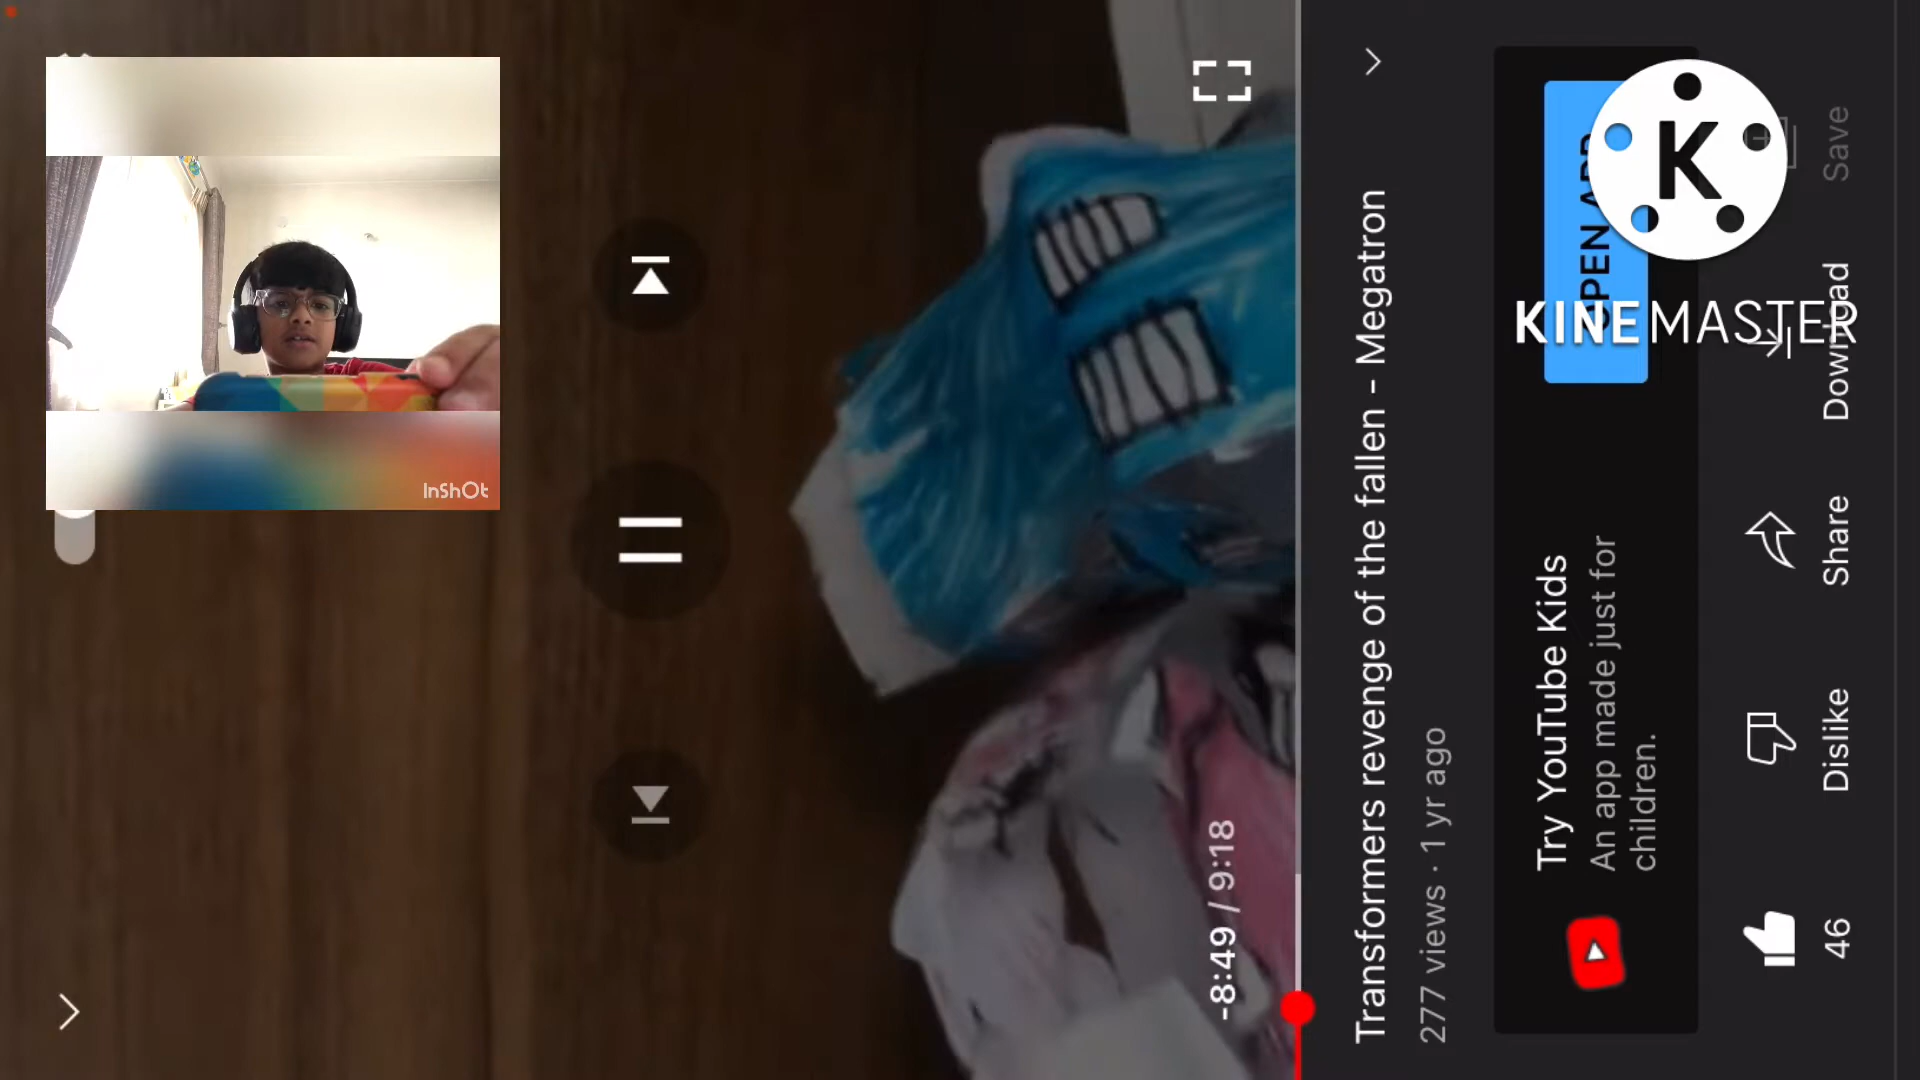 InShOt
-8:49 / 9:18
Transformers revenge of the fallen - Megatron
277 views · 1 yr ago
Try YouTube Kids
An app made just for
children.
46
Dislike
Share
Download
Save
K
KINEMASTER